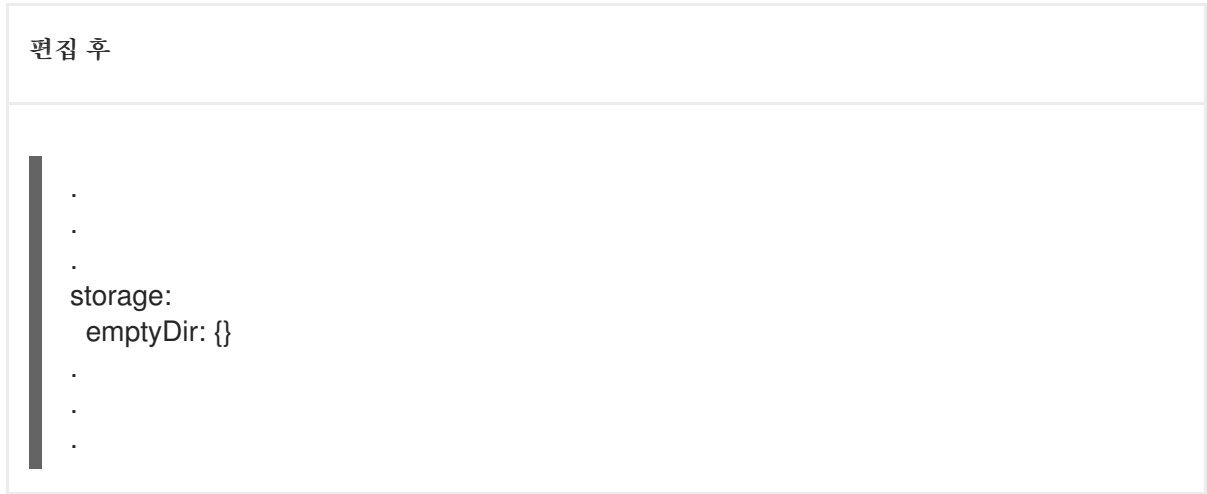 편집 후
.
.
.
storage:
  emptyDir: {}
.
.
.